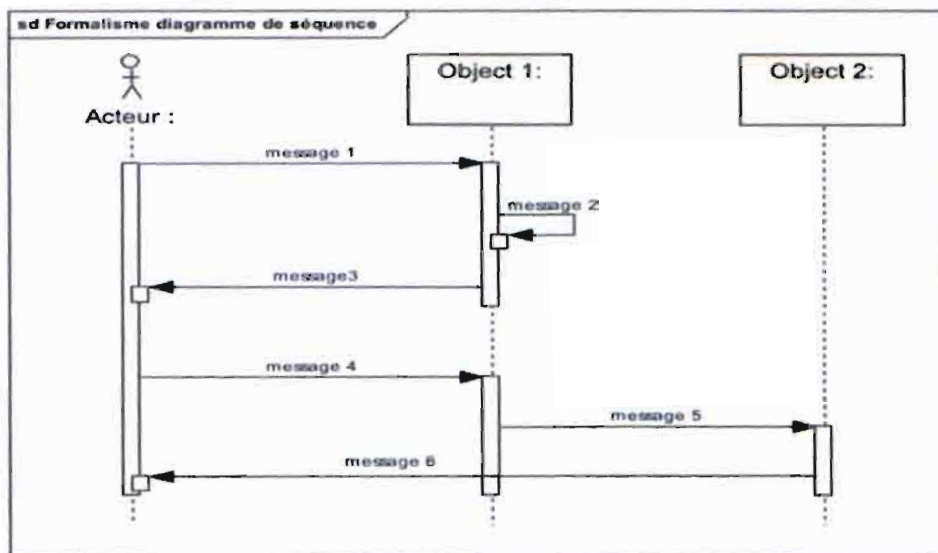 sd Formalisme diagramme de séquence
Acteur :
Object 1:
Object 2:
message 1
message 2
message3
message 4
message 5
message 6